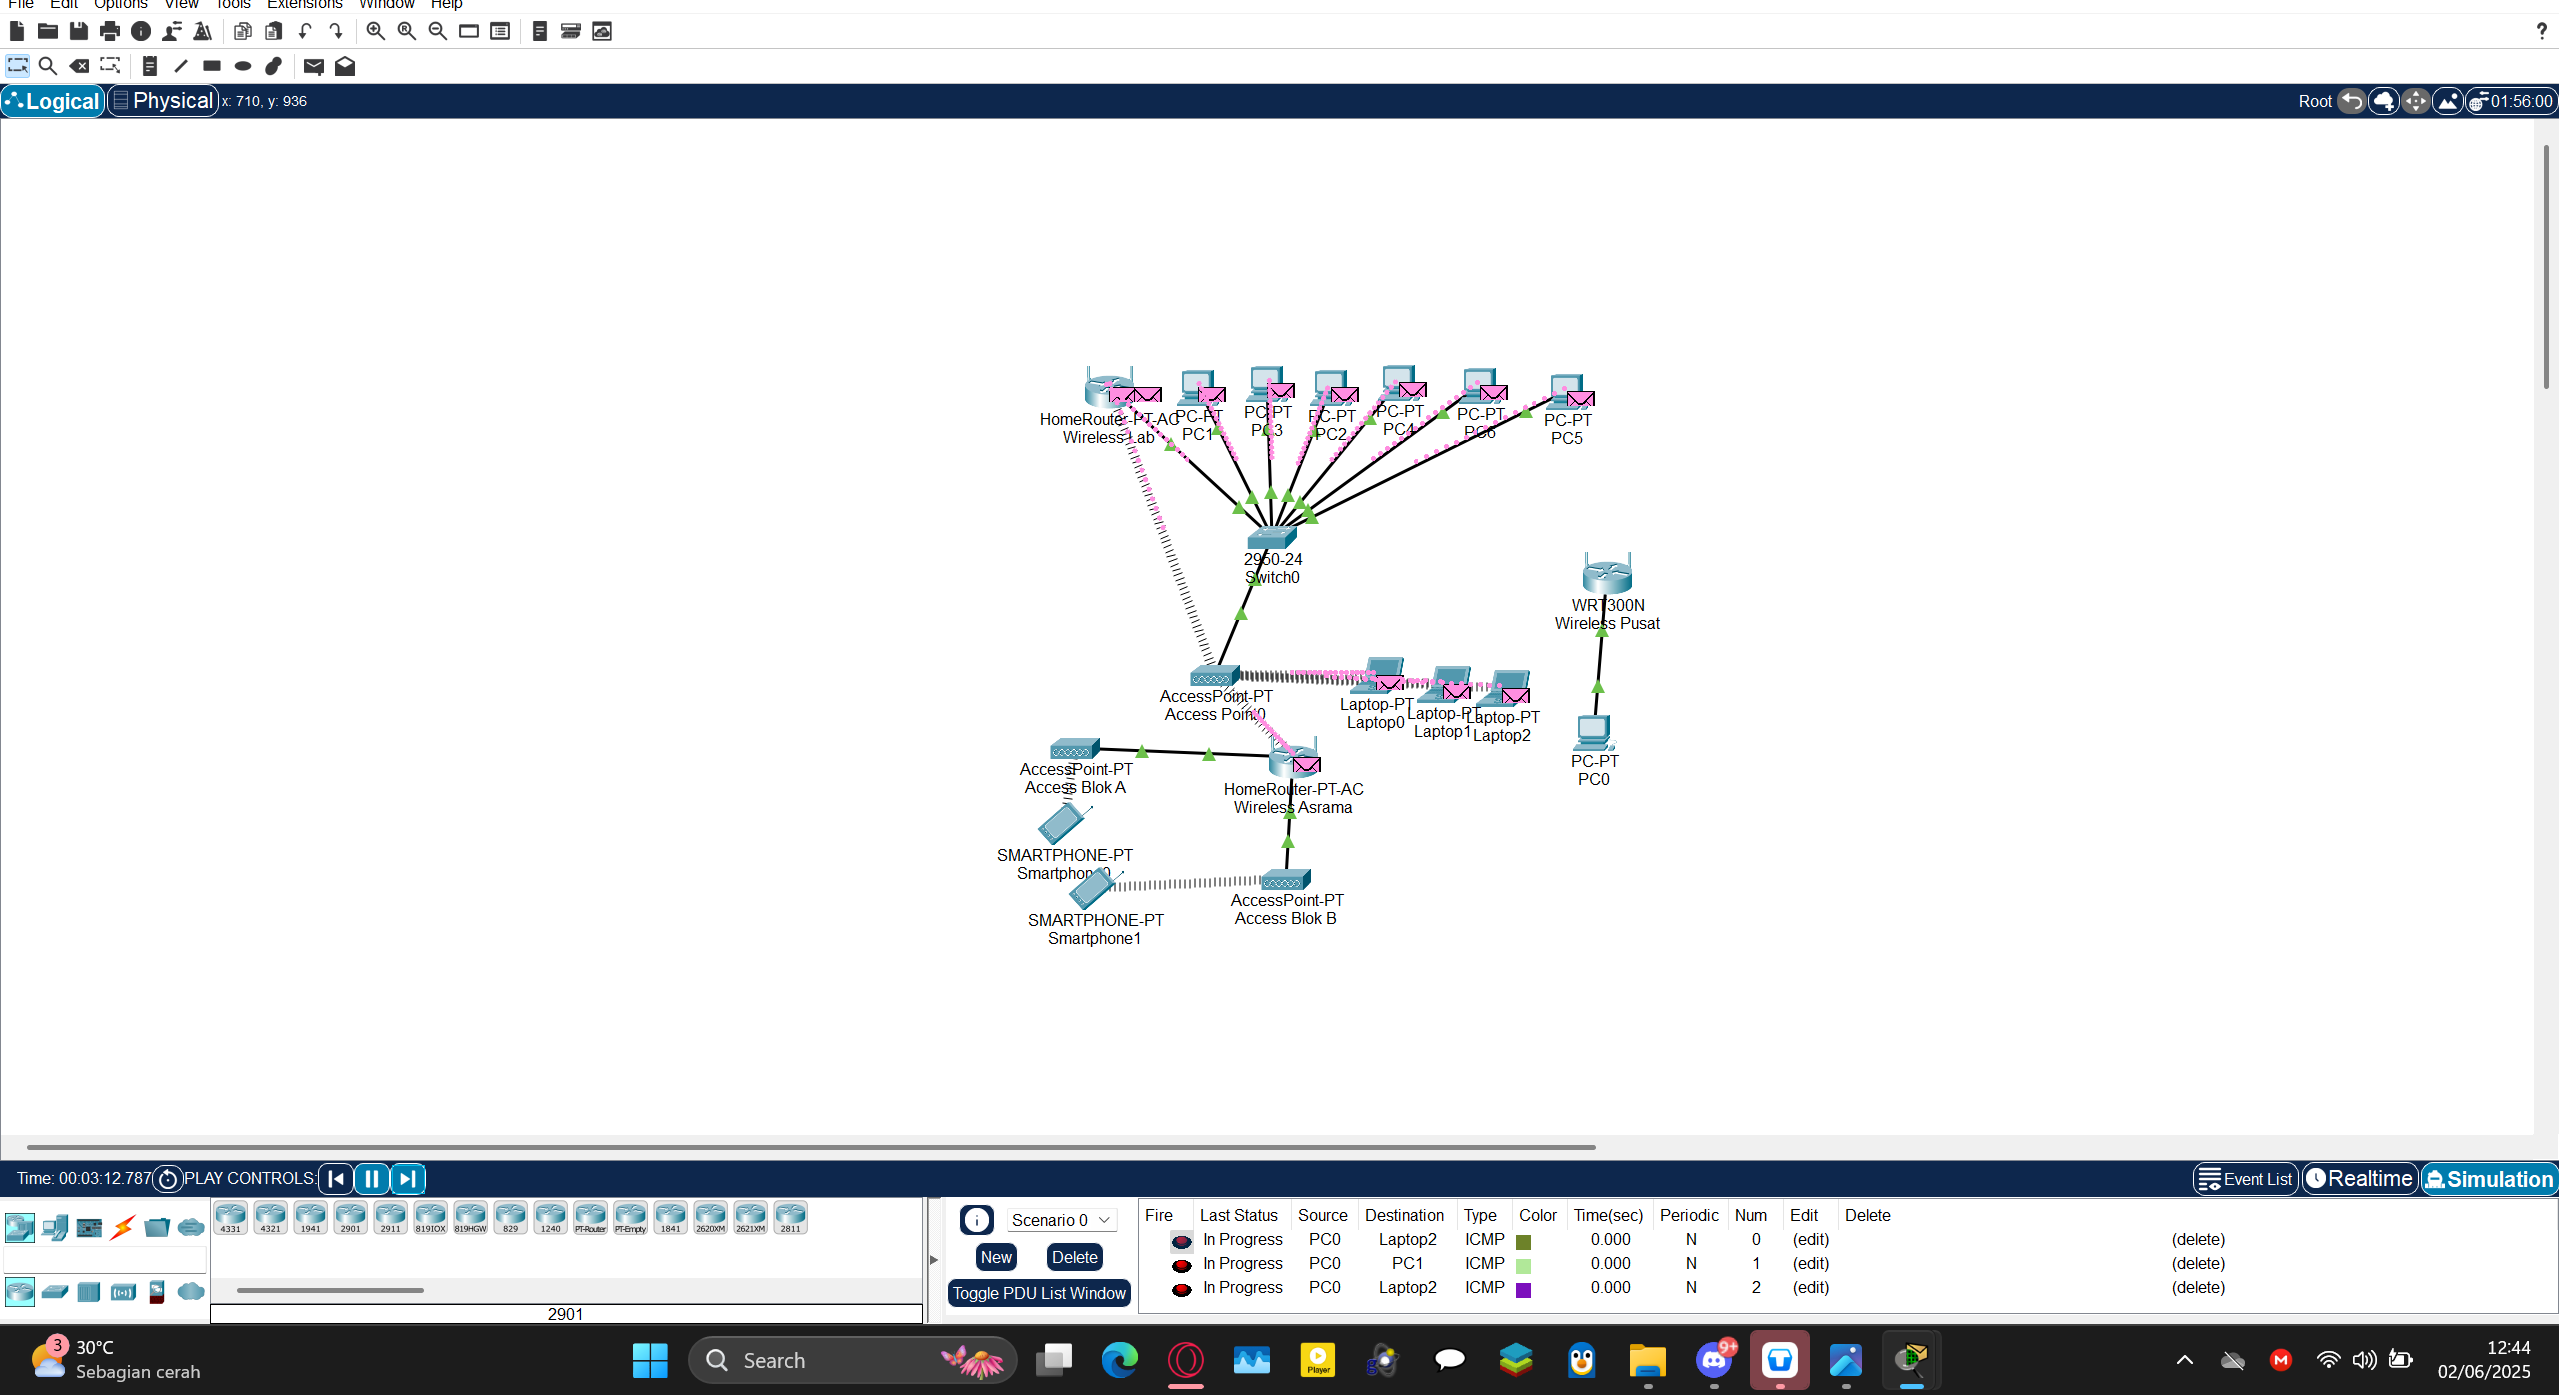 File Edit Options View Tools Extensions Window Help
?
Logical Physical x: 710, y: 936 Root 01:56:00
HomeRouter-PT-AC
Wireless Lab
PC-PT
PC1
PC-PT
PC3
PC-PT
PC2
PC-PT
PC4
PC-PT
PC6
PC-PT
PC5
2950-24
Switch0
WRT300N
Wireless Pusat
AccessPoint-PT
Access Point0
Laptop-PT
Laptop0
Laptop-PT
Laptop1
Laptop-PT
Laptop2
PC-PT
PC0
AccessPoint-PT
Access Blok A
HomeRouter-PT-AC
Wireless Asrama
SMARTPHONE-PT
Smartphone0
SMARTPHONE-PT
Smartphone1
AccessPoint-PT
Access Blok B
Time: 00:03:12.787 PLAY CONTROLS: Event List Realtime Simulation
4331 4321 1941 2901 2911 819IOX 819HGW 829 1240 PT-Router PT-Empty 1841 2620XM 2621XM 2811
2901
Scenario 0
New Delete
Toggle PDU List Window
Fire Last Status Source Destination Type Color Time(sec) Periodic Num Edit Delete
In Progress PC0 Laptop2 ICMP 0.000 N 0 (edit) (delete)
In Progress PC0 PC1 ICMP 0.000 N 1 (edit) (delete)
In Progress PC0 Laptop2 ICMP 0.000 N 2 (edit) (delete)
3
30°C
Sebagian cerah
Search
Player
9+
M
12:44
02/06/2025